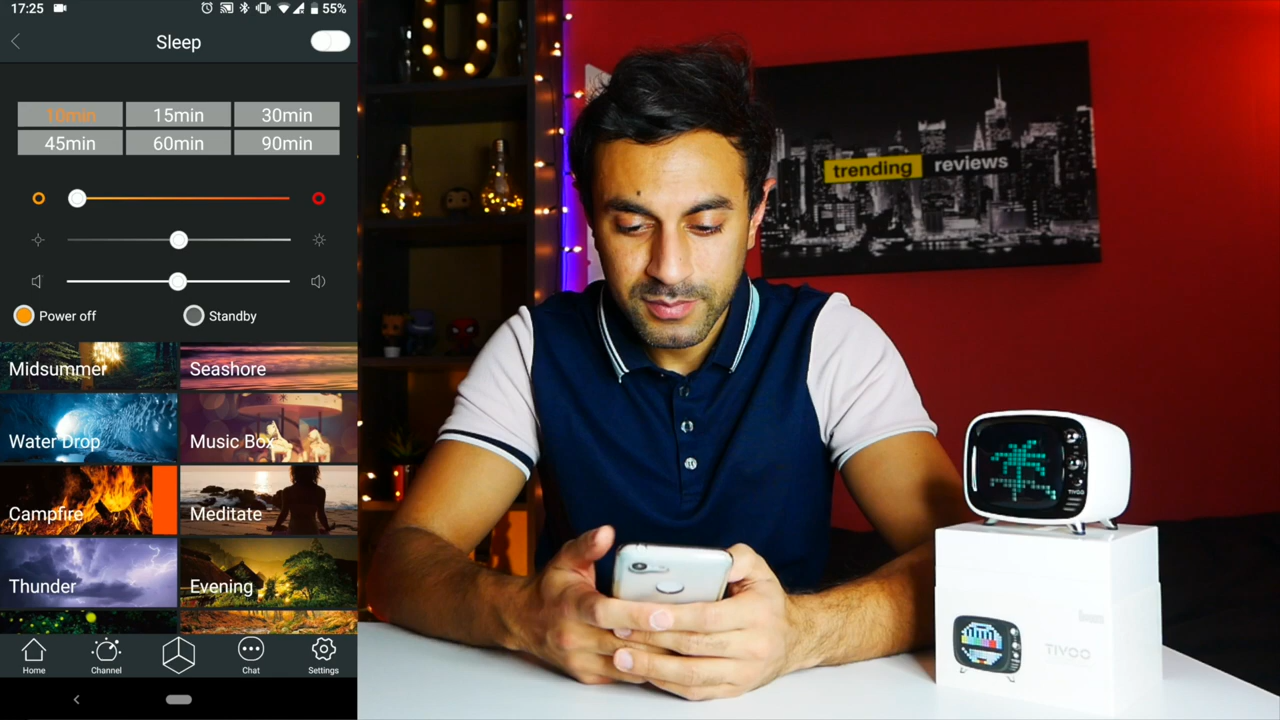 17:25
55%
Sleep
10min
15min
30min
45min
60min
90min
Power off
Standby
Midsummer
Seashore
Water Drop
Music Box
Campfire
Meditate
Thunder
Evening
Home
Channel
Chat
Settings
trending reviews
TIVOO
TIVOO